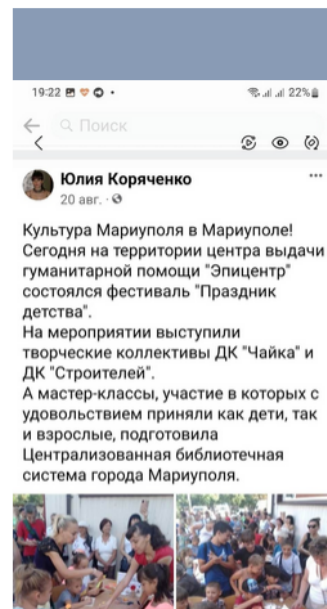 19:22
22%
Поиск
Юлия Коряченко
20 авг. ·
Культура Мариуполя в Мариуполе!
Сегодня на территории центра выдачи
гуманитарной помощи "Эпицентр"
состоялся фестиваль "Праздник
детства".
На мероприятии выступили
творческие коллективы ДК "Чайка" и
ДК "Строителей".
А мастер-классы, участие в которых с
удовольствием приняли как дети, так
и взрослые, подготовила
Централизованная библиотечная
система города Мариуполя.